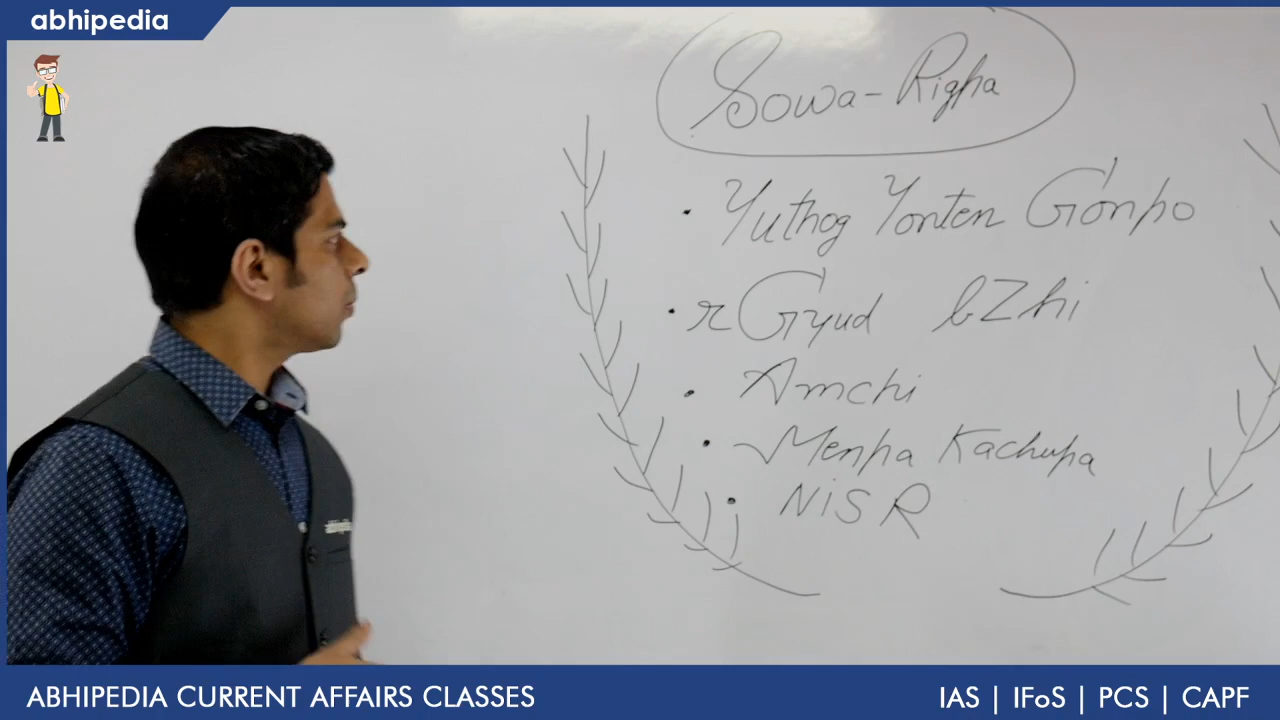 abhipedia
Sowa-Rigpa
· Yuthog Yonten Gonpo
· rGyud bZhi
· Amchi
· Menpa Kachupa
· NiSR
ABHIPEDIA CURRENT AFFAIRS CLASSES
IAS | IFoS | PCS | CAPF